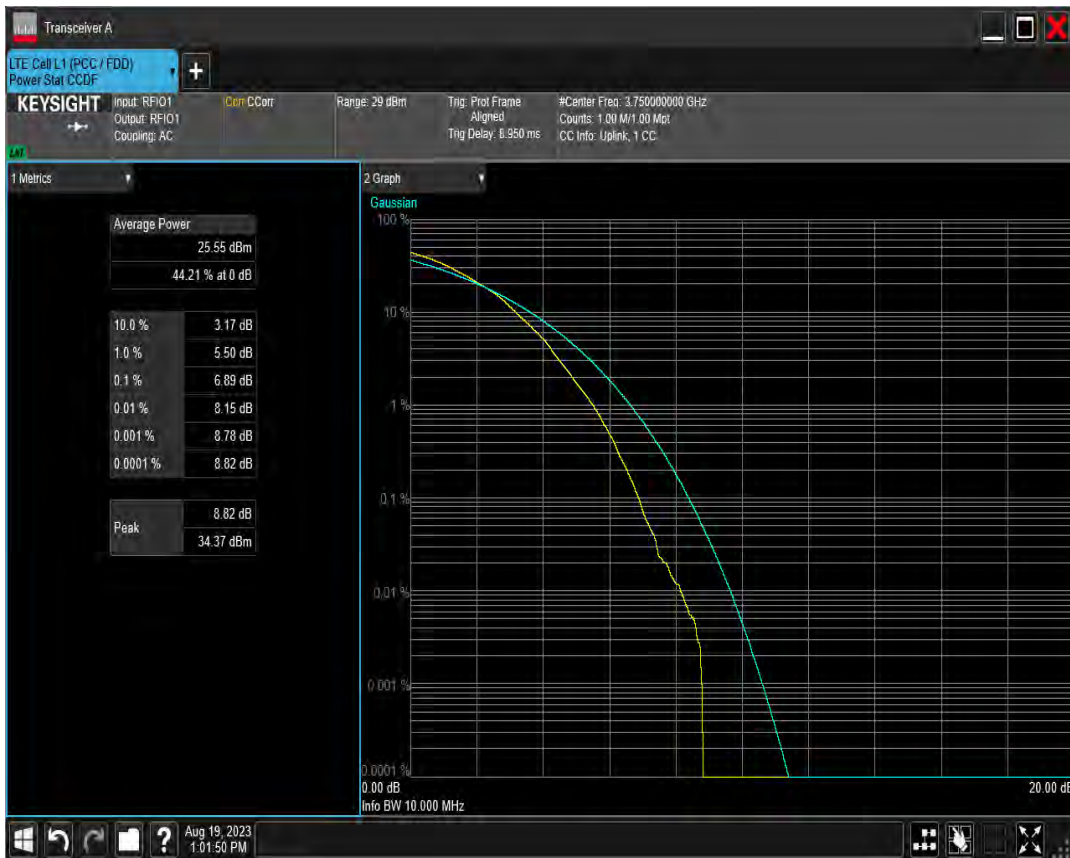 Transceiver A
LTE Cell L1 (PCC / FDD)
Power Stat CCDF
+
KEYSIGHT
Input: RFIO1
Output: RFIO1
Coupling: AC
Corr CCorr
Range: 29 dBm
Trig: Prot Frame
Aligned
Trig Delay: 8.950 ms
#Center Freq: 3.750000000 GHz
Counts: 1.00 M/1.00 Mpt
CC Info: Uplink, 1 CC
1 Metrics
Average Power
25.55 dBm
44.21 % at 0 dB
10.0 % 3.17 dB
1.0 % 5.50 dB
0.1 % 6.89 dB
0.01 % 8.15 dB
0.001 % 8.78 dB
0.0001 % 8.82 dB
Peak
8.82 dB
34.37 dBm
2 Graph
Gaussian
100 %
10 %
1 %
0.1 %
0.01 %
0.001 %
0.0001 %
0.00 dB
20.00 dB
Info BW 10.000 MHz
?
Aug 19, 2023
1:01:50 PM